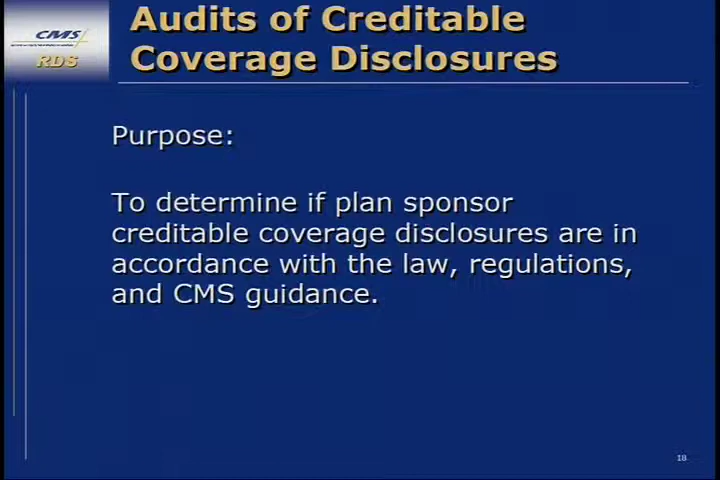 Audits of Creditable
Coverage Disclosures
CMS
RDS
Purpose:
To determine if plan sponsor
creditable coverage disclosures are in
accordance with the law, regulations,
and CMS guidance.
18